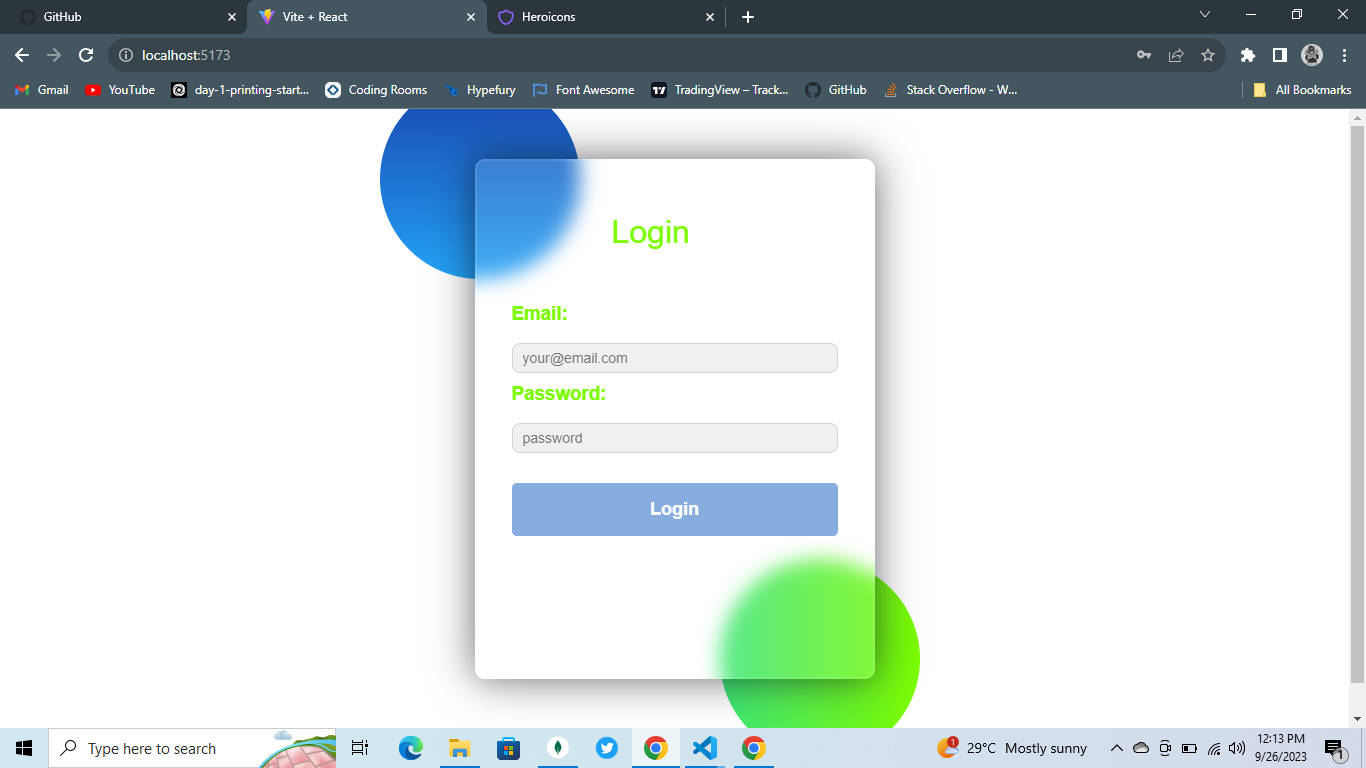 GitHub
Vite + React
Heroicons
localhost:5173
Gmail
YouTube
day-1-printing-start...
Coding Rooms
Hypefury
Font Awesome
TradingView – Track...
GitHub
Stack Overflow - W...
All Bookmarks
Login
Email:
your@email.com
Password:
password
Login
Type here to search
1
29°C Mostly sunny
12:13 PM
9/26/2023
1